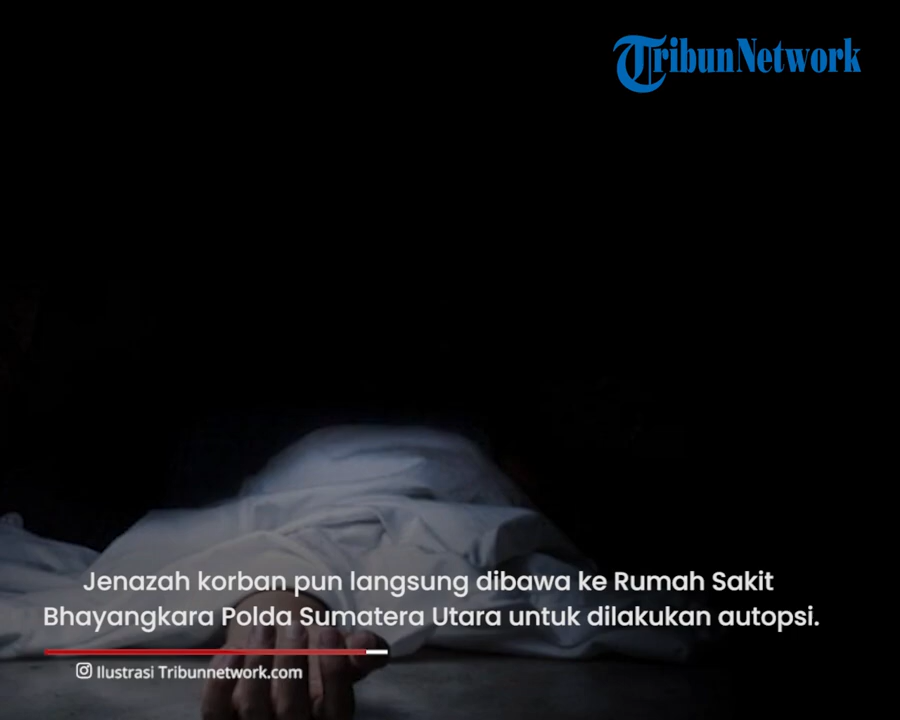 TribunNetwork
Jenazah korban pun langsung dibawa ke Rumah Sakit
Bhayangkara Polda Sumatera Utara untuk dilakukan autopsi.
Ilustrasi Tribunnetwork.com